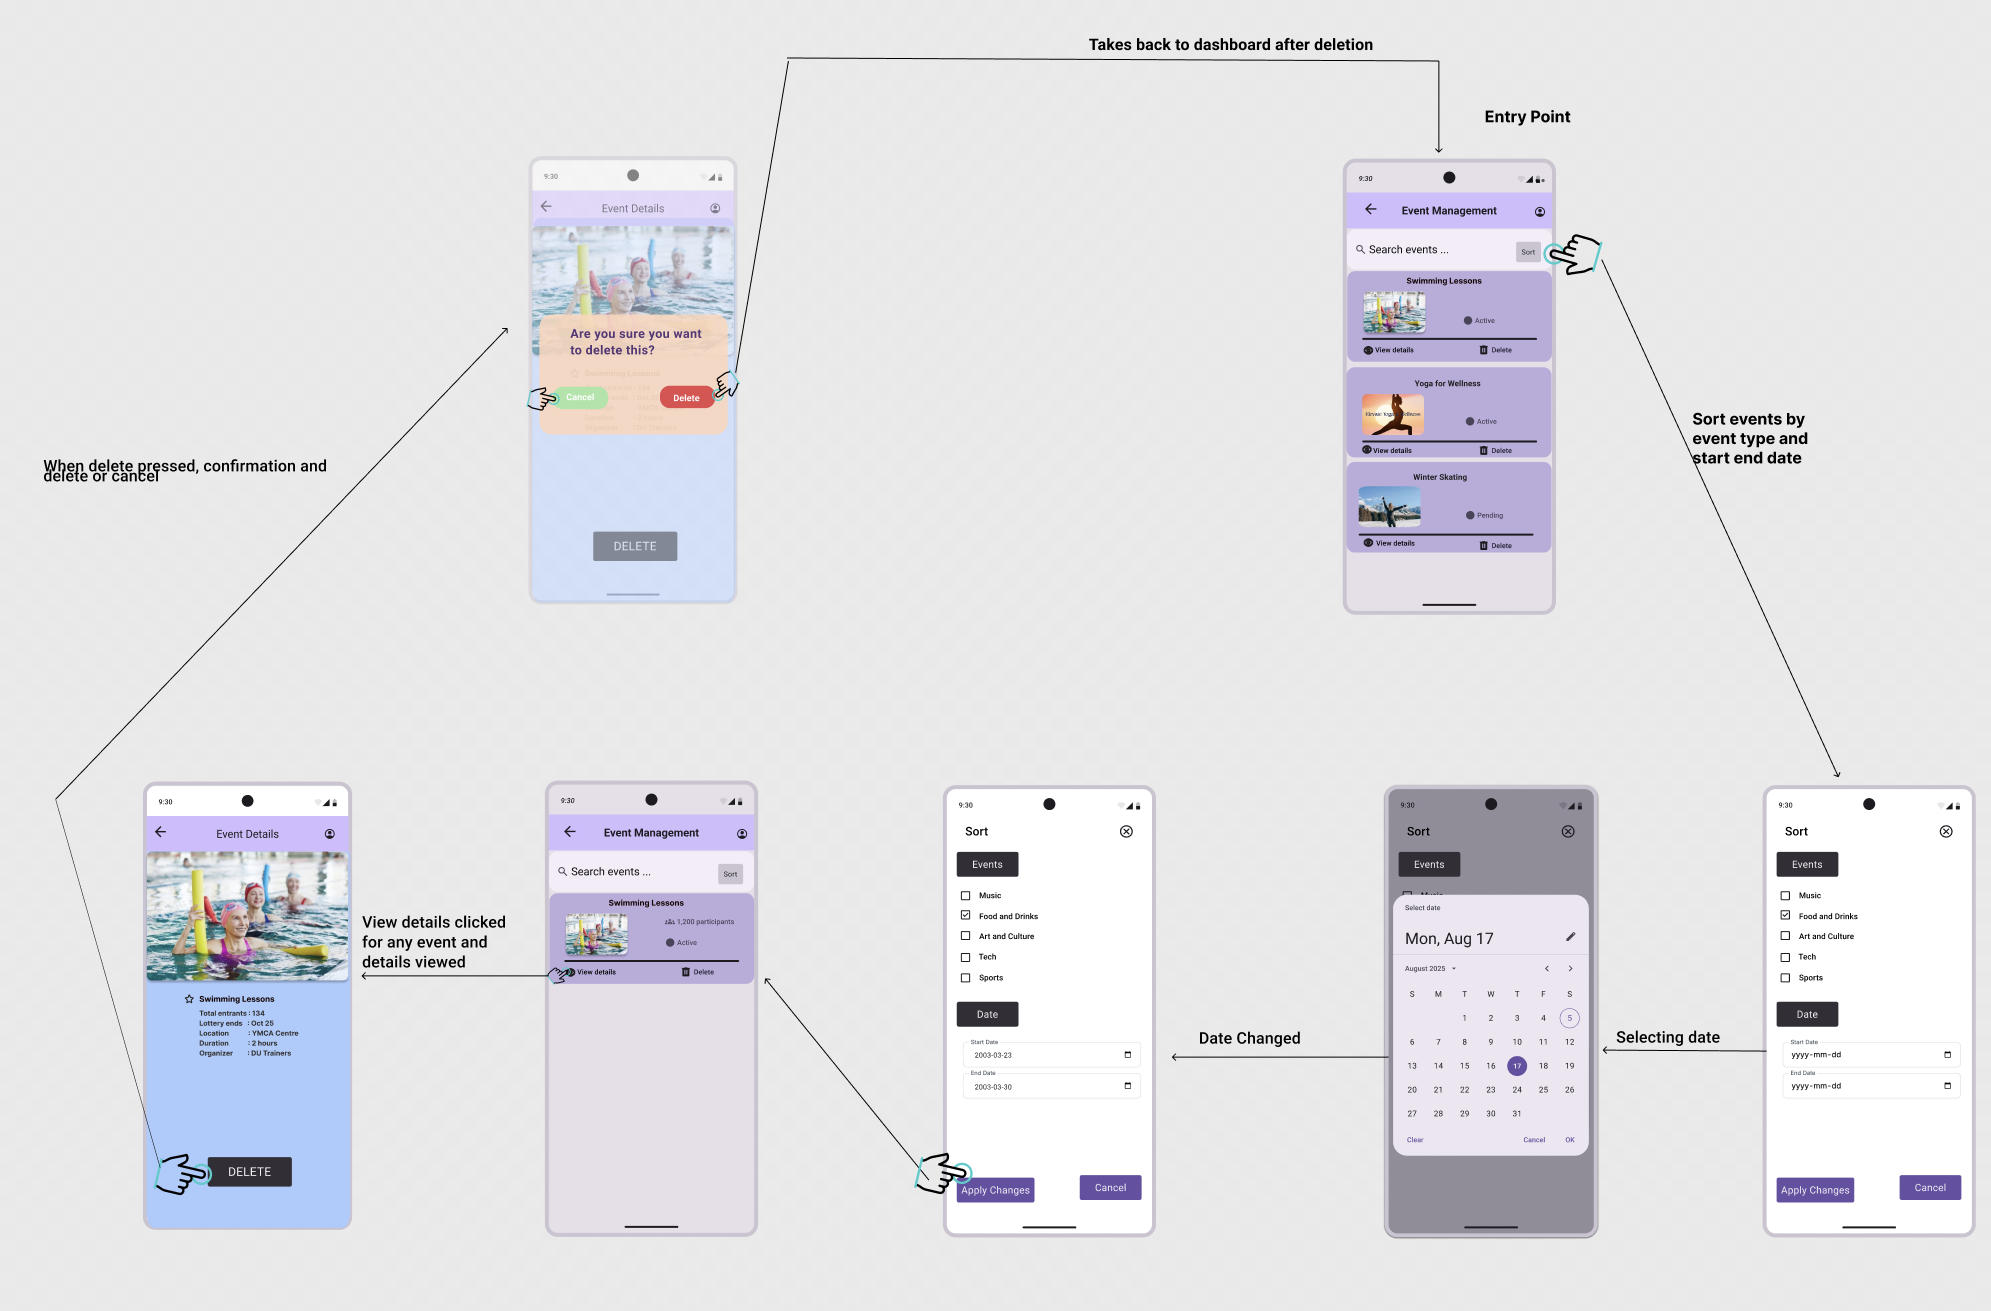 Takes back to dashboard after deletion
Entry Point
9:30
Event Details
Are you sure you want
to delete this?
Swimming Lessons
Cancel
Delete
DELETE
When delete pressed, confirmation and
delete or cancel
9:30
Event Management
Search events ...
Sort
Swimming Lessons
Active
View details
Delete
Yoga for Wellness
Active
View details
Delete
Winter Skating
Pending
View details
Delete
Sort events by
event type and
start end date
9:30
Event Details
Swimming Lessons
Total entrants : 134
Lottery ends : Oct 25
Location : YMCA Centre
Duration : 2 hours
Organizer : DU Trainers
DELETE
View details clicked
for any event and
details viewed
9:30
Event Management
Search events ...
Sort
Swimming Lessons
1,200 participants
Active
View details
Delete
9:30
Sort
Events
Music
Food and Drinks
Art and Culture
Tech
Sports
Date
Start Date
2003-03-23
End Date
2003-03-30
Apply Changes
Cancel
Date Changed
9:30
Sort
Events
Music
Select date
Mon, Aug 17
August 2025
S M T W T F S
1 2 3 4 5
6 7 8 9 10 11 12
13 14 15 16 17 18 19
20 21 22 23 24 25 26
27 28 29 30 31
Clear
Cancel
OK
Selecting date
9:30
Sort
Events
Music
Food and Drinks
Art and Culture
Tech
Sports
Date
Start Date
yyyy-mm-dd
End Date
yyyy-mm-dd
Apply Changes
Cancel